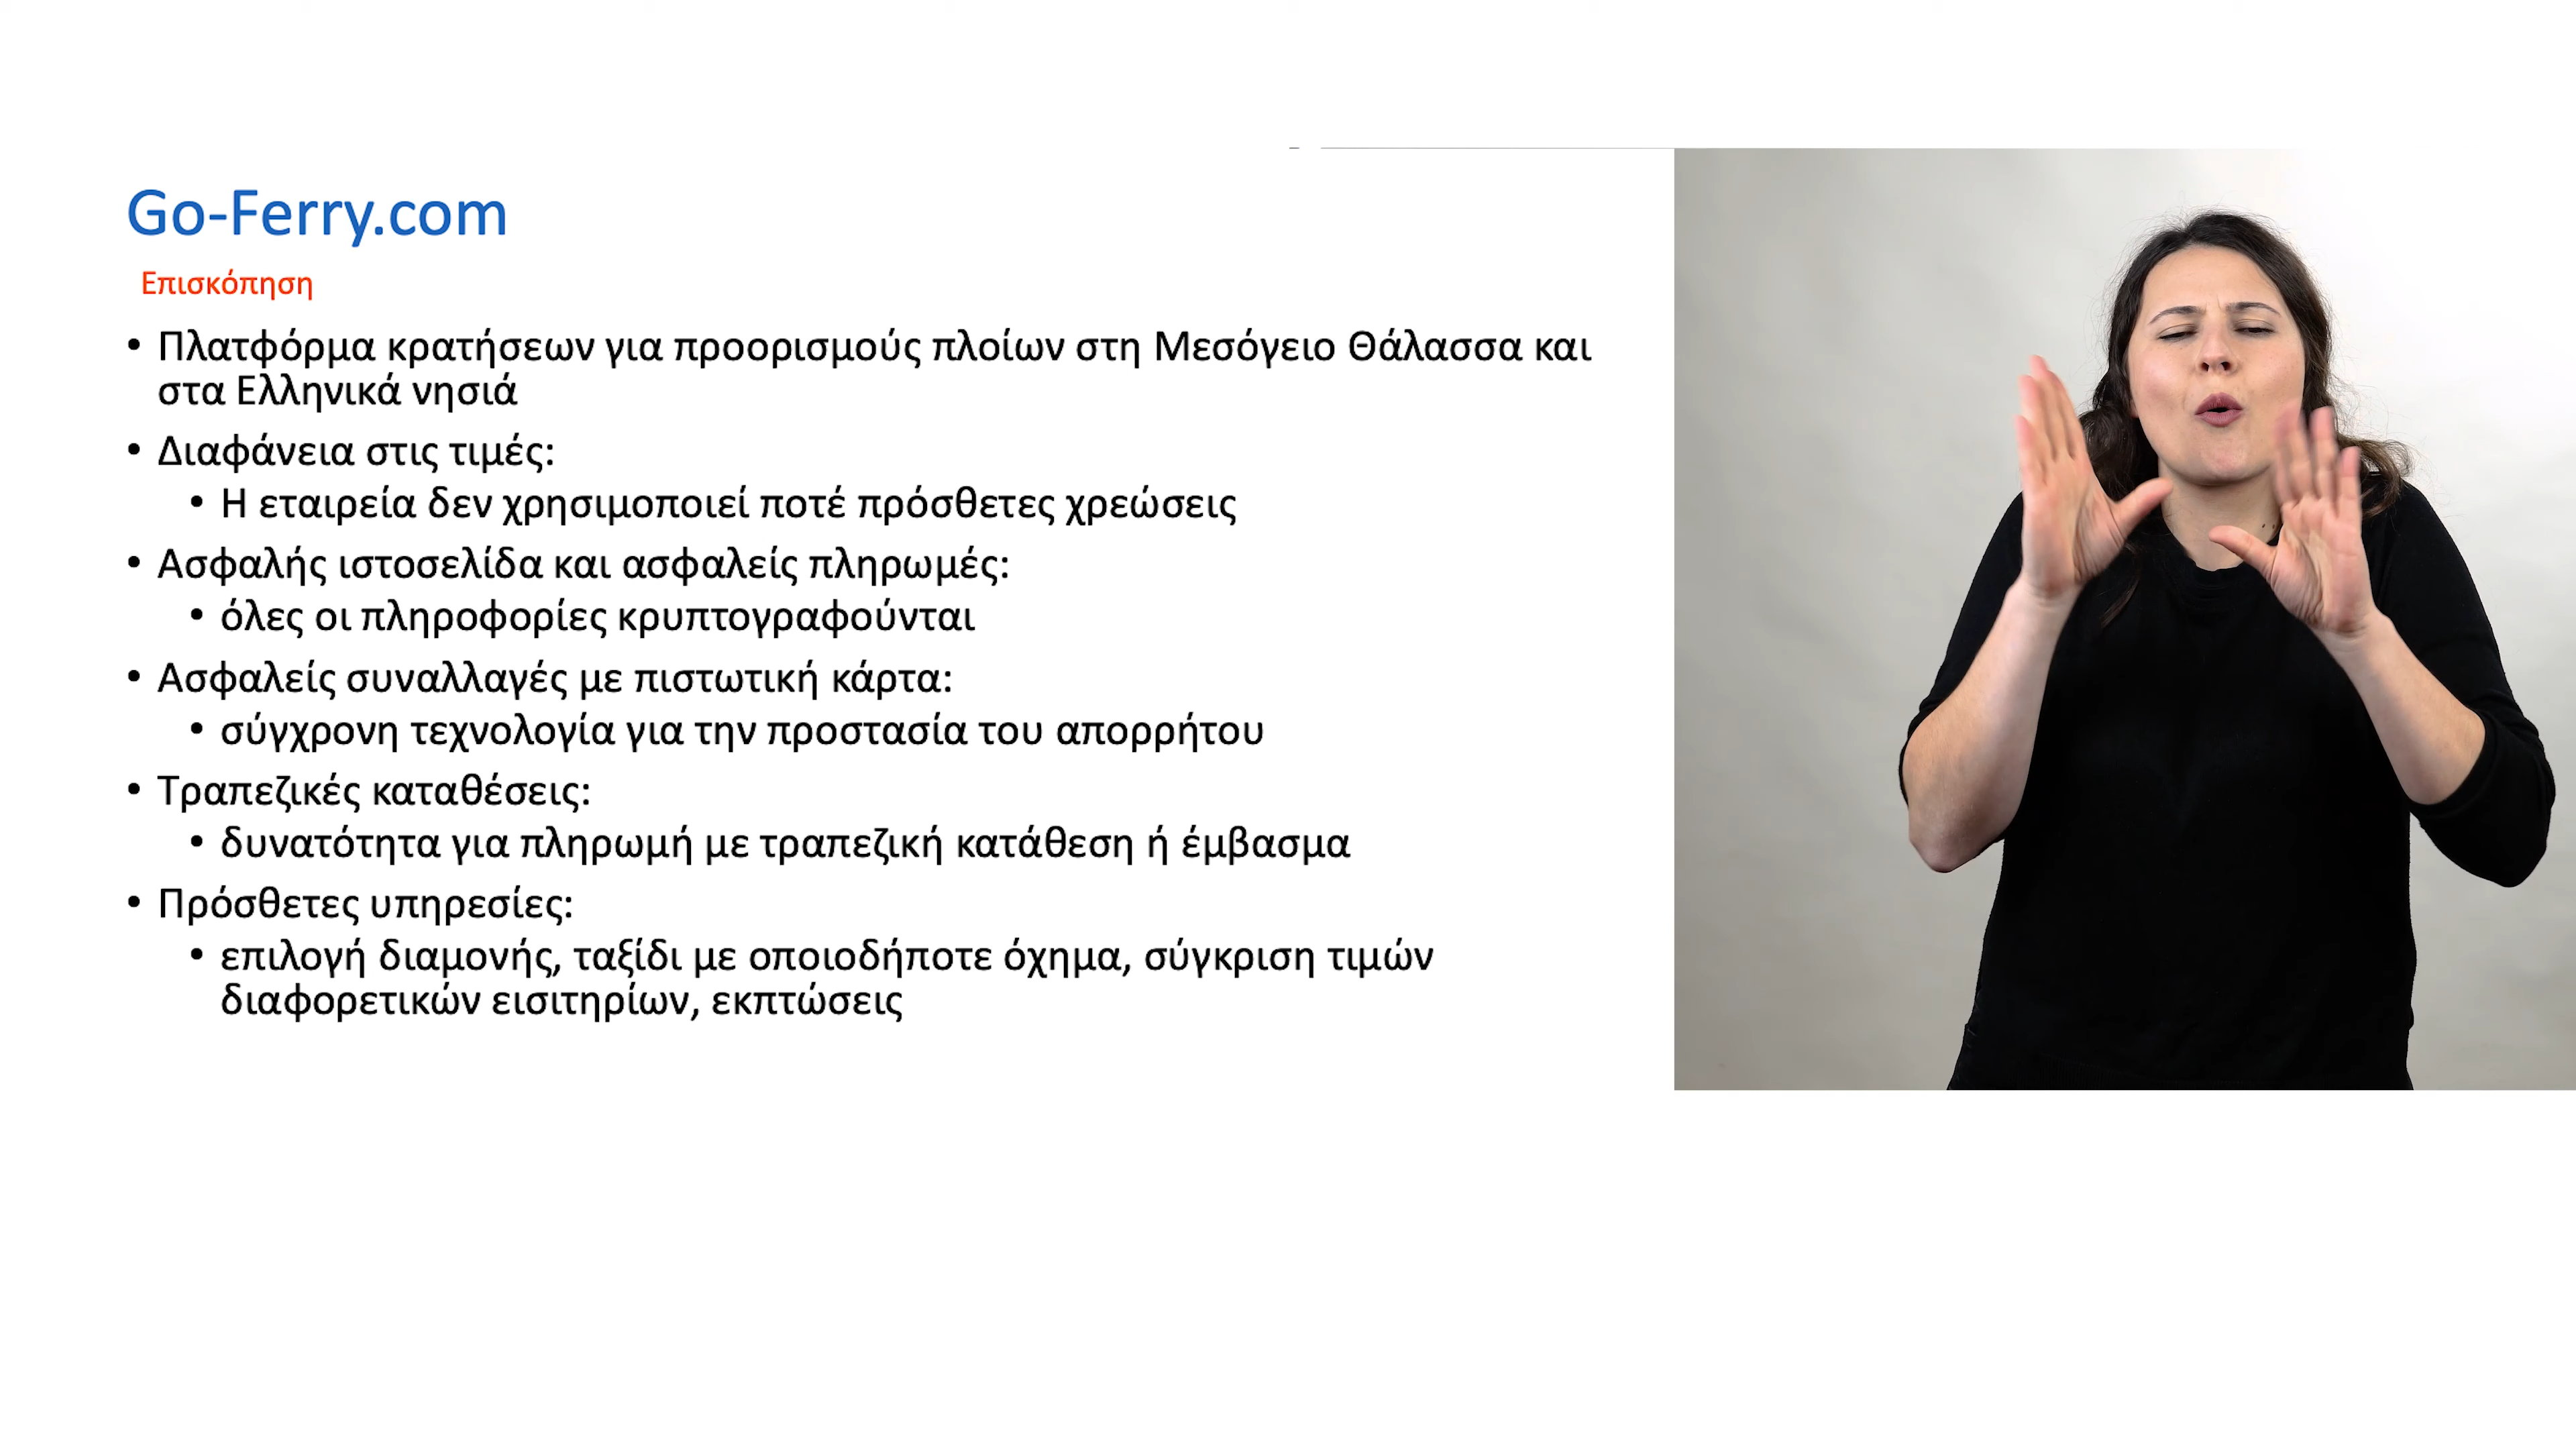 Go-Ferry.com
Επισκόπηση
• Πλατφόρμα κρατήσεων για προορισμούς πλοίων στη Μεσόγειο Θάλασσα και
στα Ελληνικά νησιά
• Διαφάνεια στις τιμές:
• Η εταιρεία δεν χρησιμοποιεί ποτέ πρόσθετες χρεώσεις
• Ασφαλής ιστοσελίδα και ασφαλείς πληρωμές:
• όλες οι πληροφορίες κρυπτογραφούνται
• Ασφαλείς συναλλαγές με πιστωτική κάρτα:
• σύγχρονη τεχνολογία για την προστασία του απορρήτου
• Τραπεζικές καταθέσεις:
• δυνατότητα για πληρωμή με τραπεζική κατάθεση ή έμβασμα
• Πρόσθετες υπηρεσίες:
• επιλογή διαμονής, ταξίδι με οποιοδήποτε όχημα, σύγκριση τιμών
διαφορετικών εισιτηρίων, εκπτώσεις